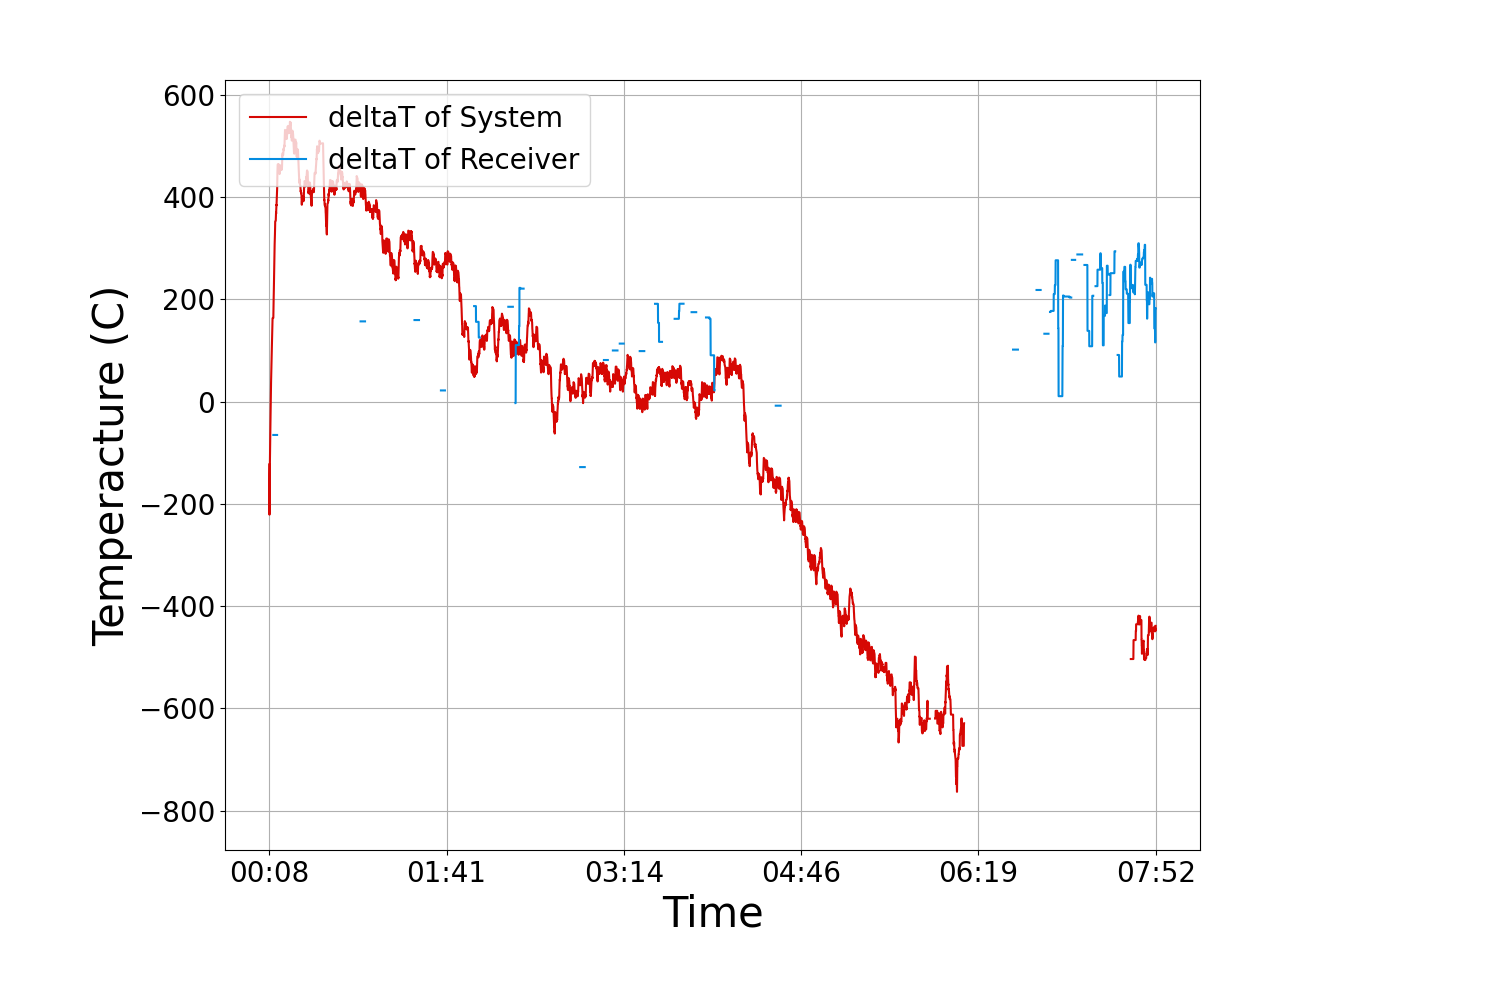 600
400
200
0
−200
−400
−600
−800
Temperacture (C)
deltaT of System
deltaT of Receiver
00:08 01:41 03:14 04:46 06:19 07:52
Time